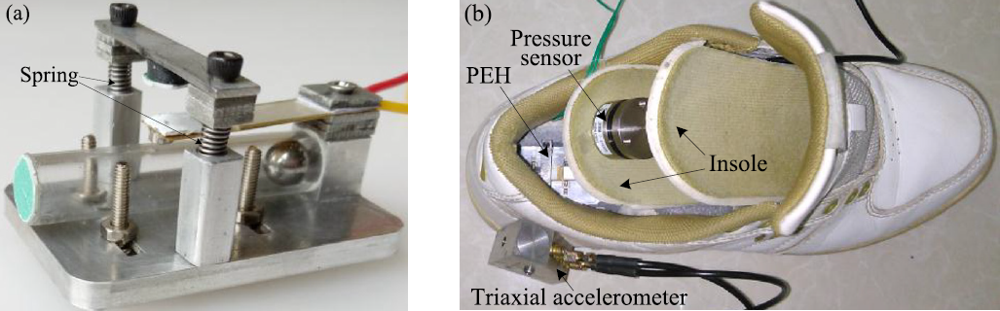 (a)
Spring
(b)
Pressure
sensor
PEH
Insole
Triaxial accelerometer